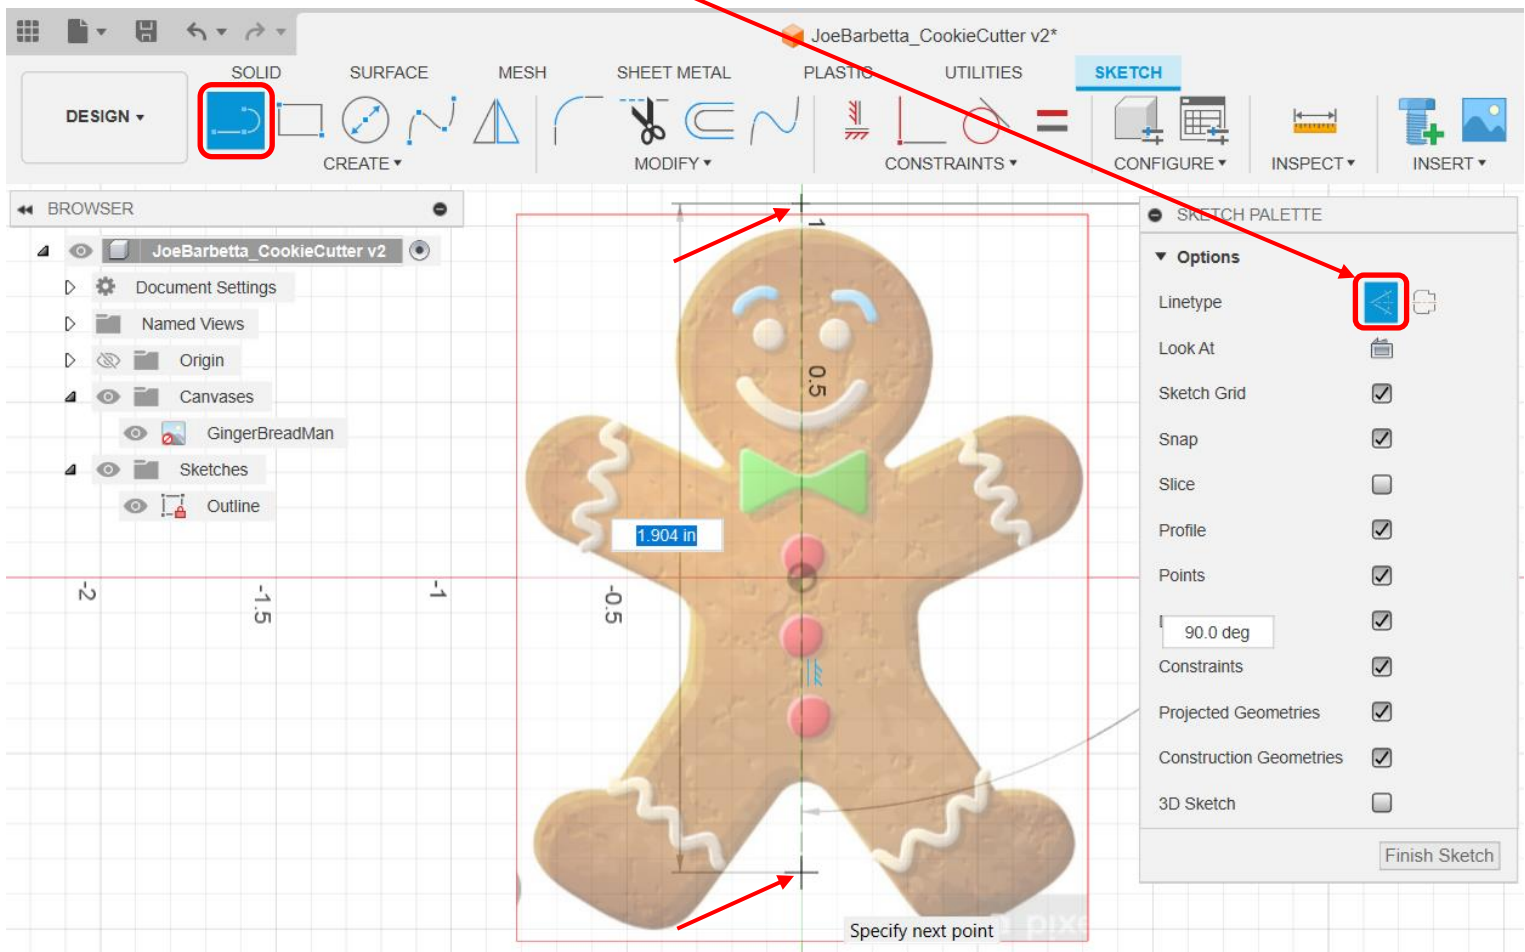 JoeBarbetta_CookieCutter v2*
SOLID SURFACE MESH SHEET METAL PLASTIC UTILITIES SKETCH
DESIGN
CREATE MODIFY CONSTRAINTS CONFIGURE INSPECT INSERT
BROWSER
JoeBarbetta_CookieCutter v2
Document Settings
Named Views
Origin
Canvases
GingerBreadMan
Sketches
Outline
1
0.5
1.904 in
-2
-1.5
-1
-0.5
SKETCH PALETTE
Options
Linetype
Look At
Sketch Grid
Snap
Slice
Profile
Points
90.0 deg
Constraints
Projected Geometries
Construction Geometries
3D Sketch
Finish Sketch
Specify next point